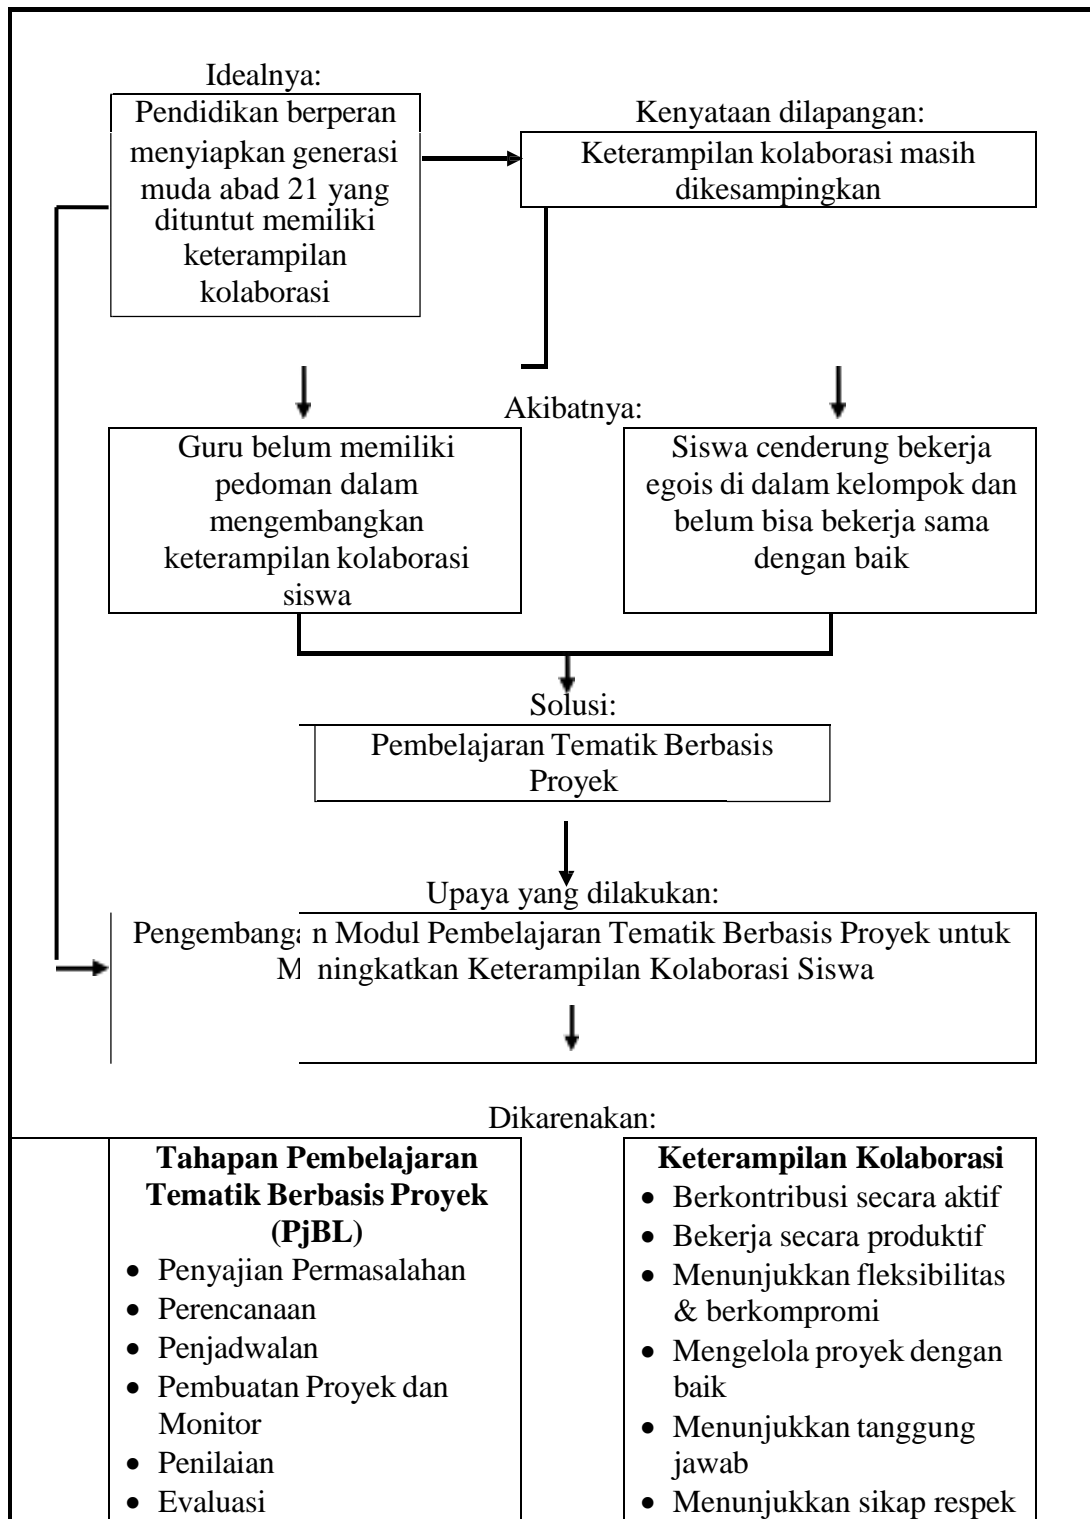 Idealnya:
Pendidikan berperan
menyiapkan generasi
muda abad 21 yang
dituntut memiliki
keterampilan
kolaborasi
Kenyataan dilapangan:
Keterampilan kolaborasi masih
dikesampingkan
Akibatnya:
Guru belum memiliki
pedoman dalam
mengembangkan
keterampilan kolaborasi
siswa
Siswa cenderung bekerja
egois di dalam kelompok dan
belum bisa bekerja sama
dengan baik
Solusi:
Pembelajaran Tematik Berbasis
Proyek
Upaya yang dilakukan:
Pengembangan Modul Pembelajaran Tematik Berbasis Proyek untuk
Meningkatkan Keterampilan Kolaborasi Siswa
Dikarenakan:
Tahapan Pembelajaran
Tematik Berbasis Proyek
(PjBL)
• Penyajian Permasalahan
• Perencanaan
• Penjadwalan
• Pembuatan Proyek dan
Monitor
• Penilaian
• Evaluasi
Keterampilan Kolaborasi
• Berkontribusi secara aktif
• Bekerja secara produktif
• Menunjukkan fleksibilitas
& berkompromi
• Mengelola proyek dengan
baik
• Menunjukkan tanggung
jawab
• Menunjukkan sikap respek